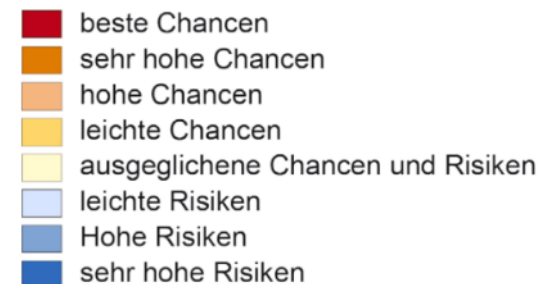 beste Chancen
sehr hohe Chancen
hohe Chancen
leichte Chancen
ausgeglichene Chancen und Risiken
leichte Risiken
Hohe Risiken
sehr hohe Risiken